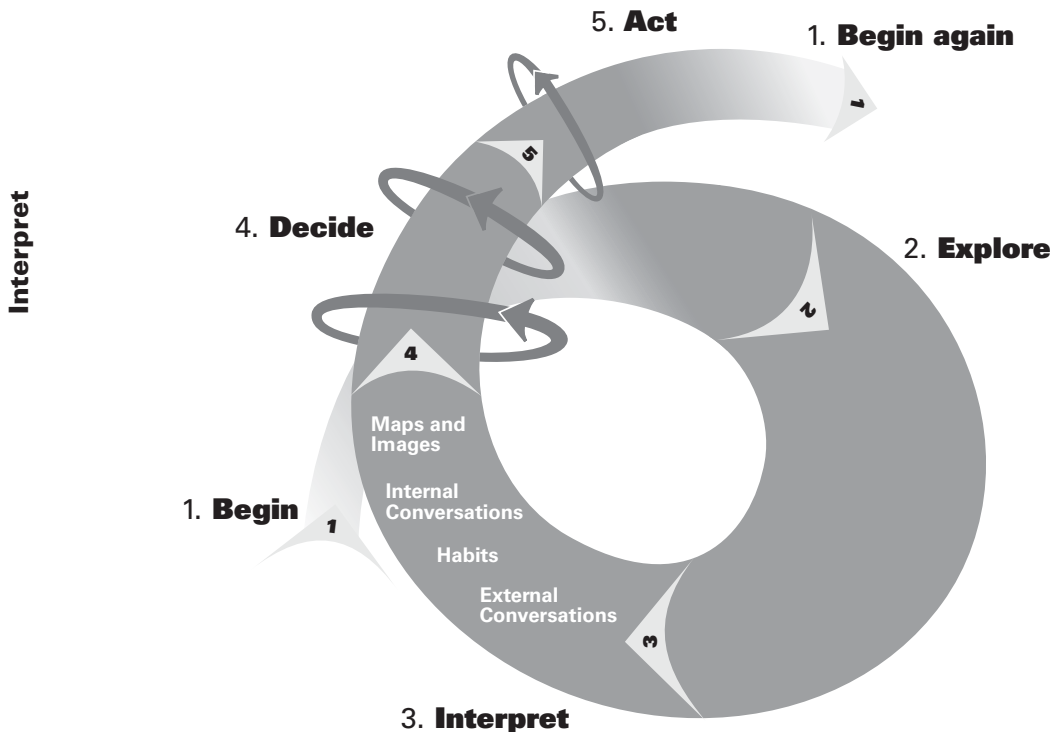 5. Act
1. Begin again
1
5
Interpret
4. Decide
2. Explore
2
4
Maps and
Images
Internal
Conversations
1. Begin
1
Habits
External
Conversations
3
3. Interpret